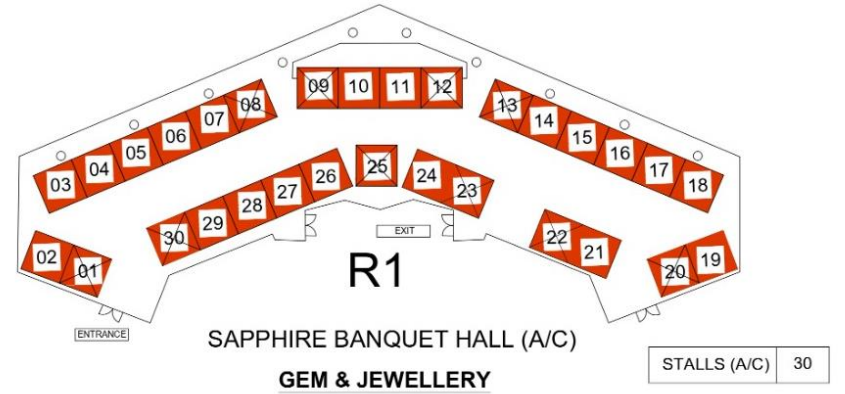 09 10 11 12
08 13
07 14
06 15
05 16
04 17
03 18
25
26 24
27 23
28
29
30 22
21
02 19
01 20
EXIT
R1
ENTRANCE
SAPPHIRE BANQUET HALL (A/C)
STALLS (A/C) 30
GEM & JEWELLERY